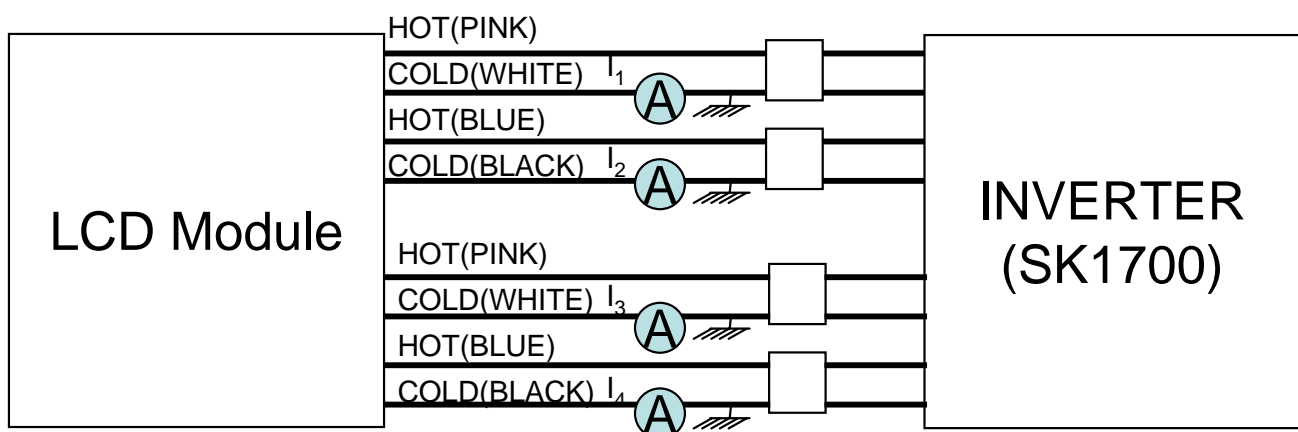 HOT(PINK)
COLD(WHITE) I1
A
HOT(BLUE)
COLD(BLACK) I2
A
LCD Module
INVERTER
(SK1700)
HOT(PINK)
COLD(WHITE) I3
A
HOT(BLUE)
COLD(BLACK) I4
A